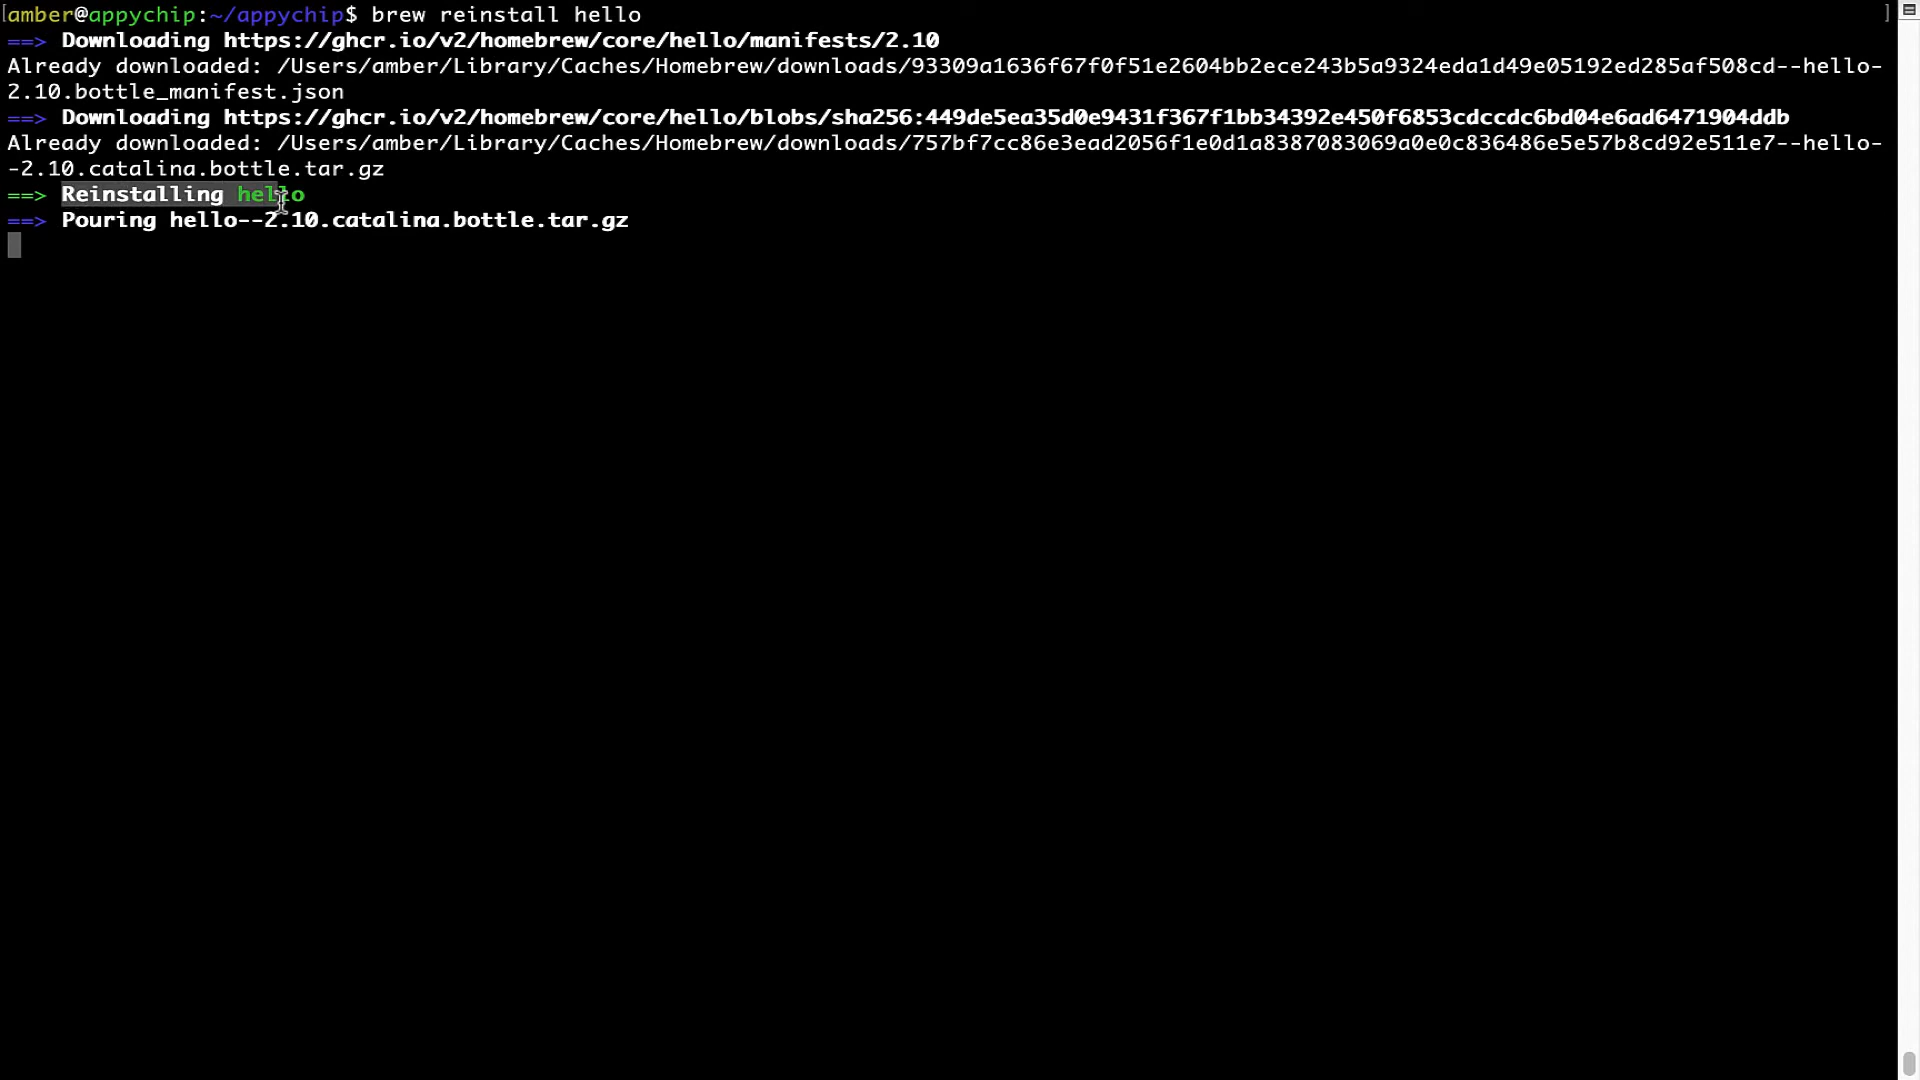 [amber@appychip:~/appychip$ brew reinstall hello ]
==> Downloading https://ghcr.io/v2/homebrew/core/hello/manifests/2.10
Already downloaded: /Users/amber/Library/Caches/Homebrew/downloads/93309a1636f67f0f51e2604bb2ece243b5a9324eda1d49e05192ed285af508cd--hello-
2.10.bottle_manifest.json
==> Downloading https://ghcr.io/v2/homebrew/core/hello/blobs/sha256:449de5ea35d0e9431f367f1bb34392e450f6853cdccdc6bd04e6ad6471904ddb
Already downloaded: /Users/amber/Library/Caches/Homebrew/downloads/757bf7cc86e3ead2056f1e0d1a8387083069a0e0c836486e5e57b8cd92e511e7--hello-
-2.10.catalina.bottle.tar.gz
==> Reinstalling hello
==> Pouring hello--2.10.catalina.bottle.tar.gz